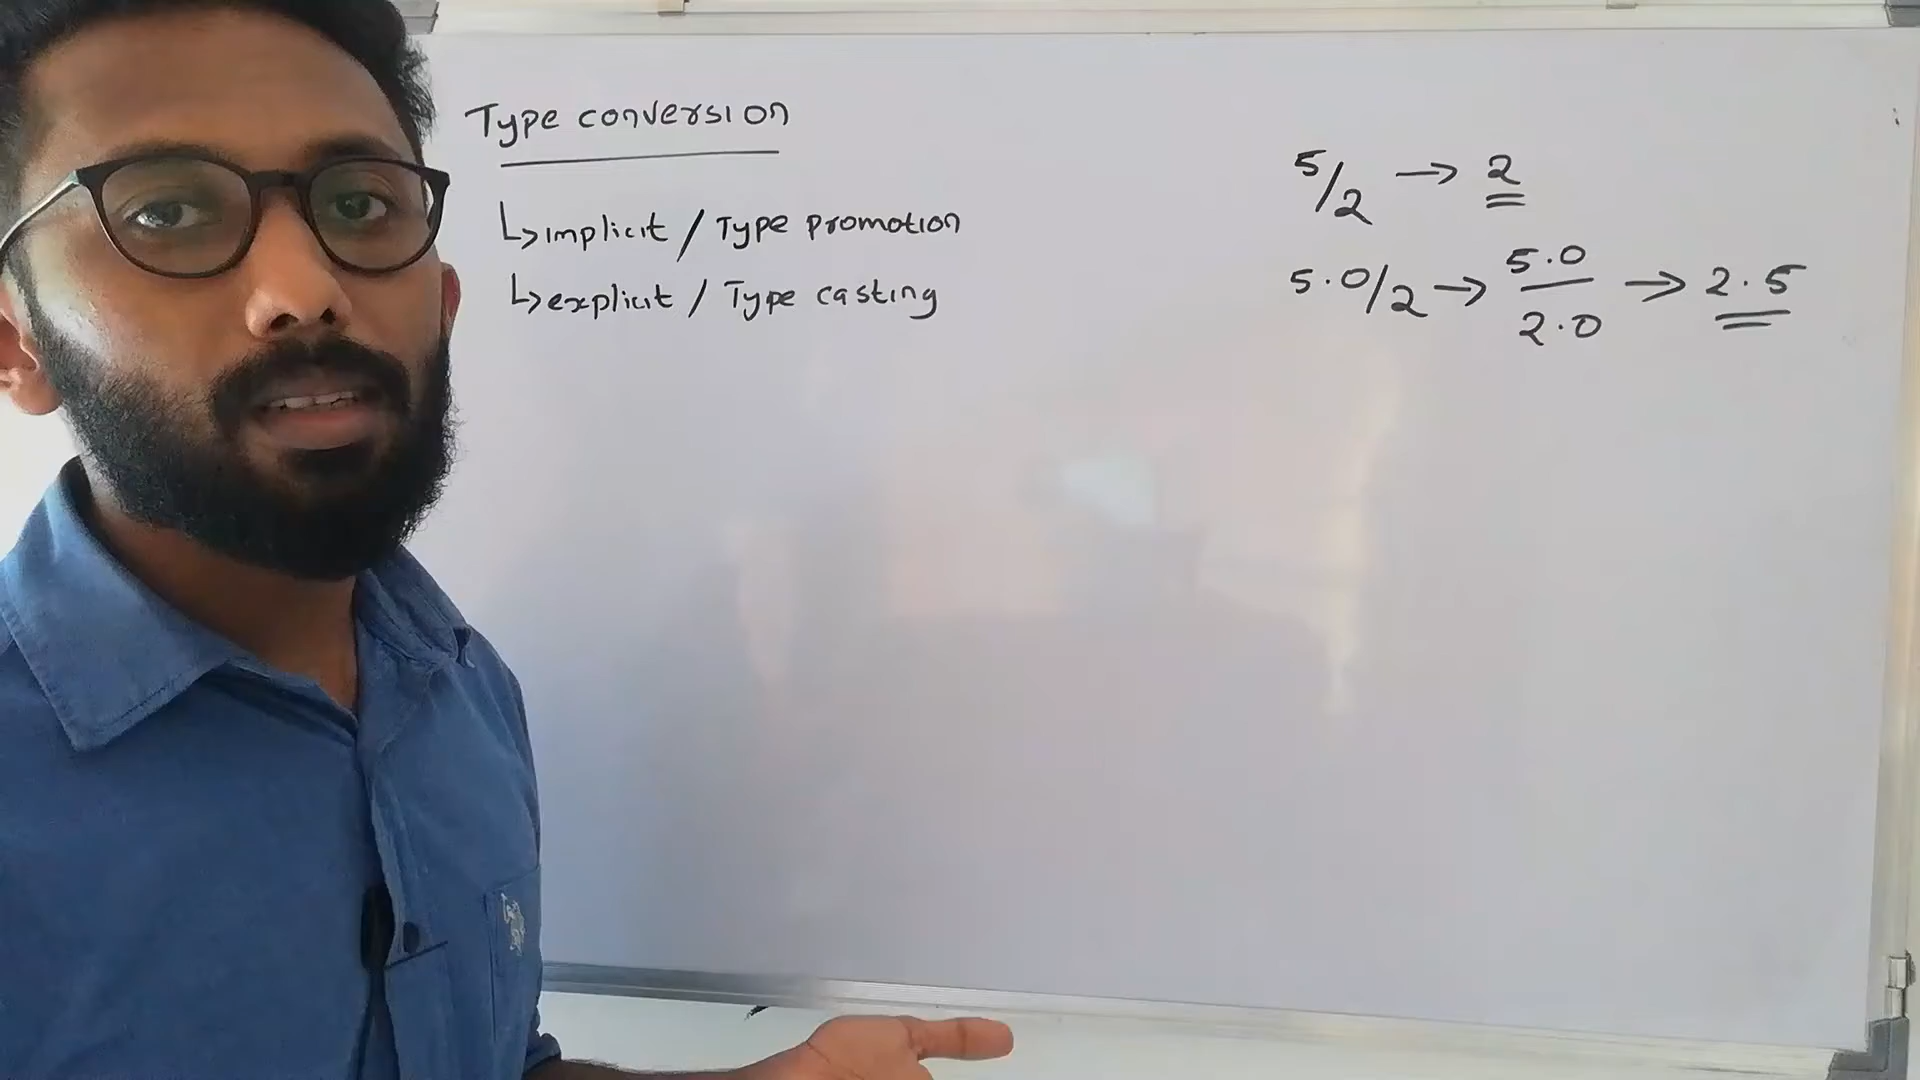 Type conversion
↳ implicit / Type promotion
↳ explicit / Type casting
5/2 → 2
5.0/2 → 5.0/2.0 → 2.5